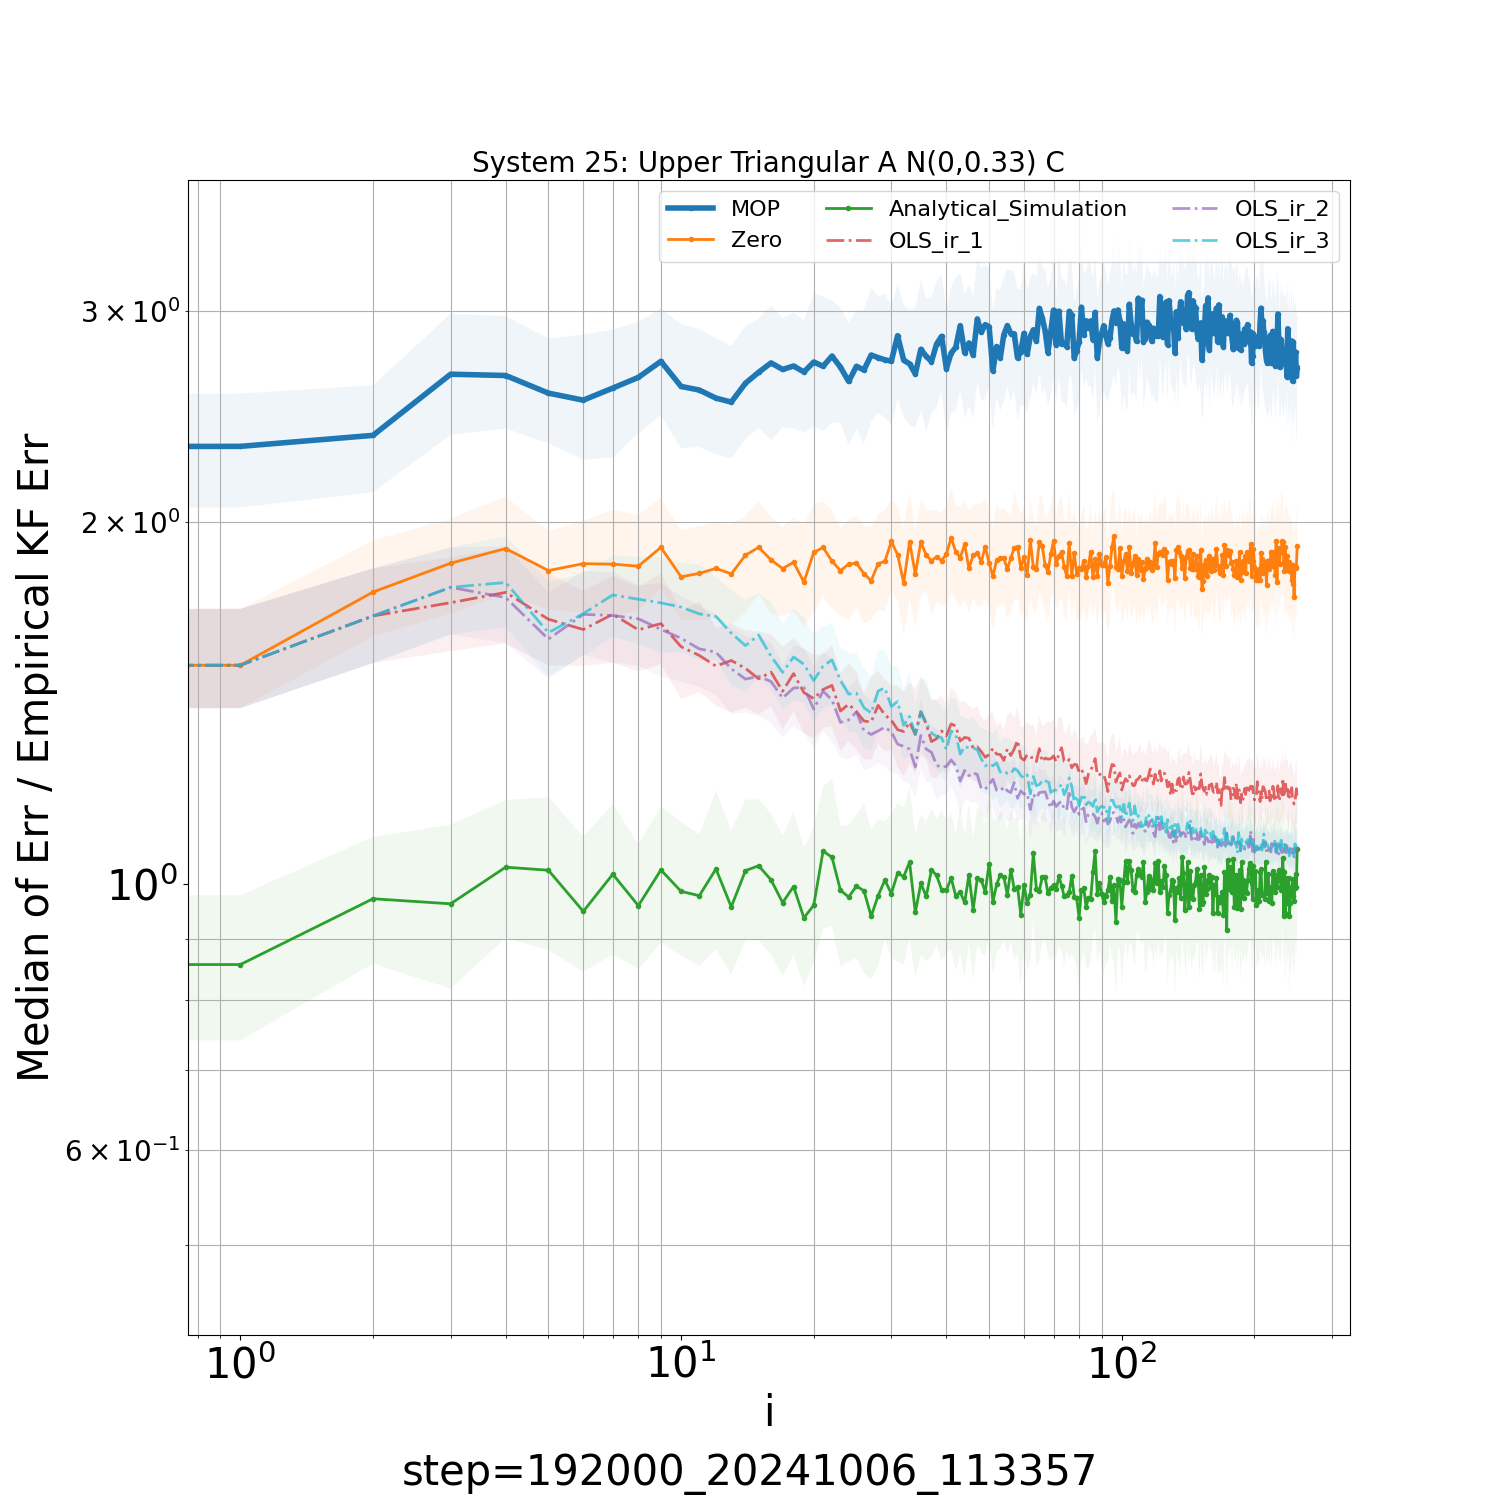 System 25: Upper Triangular A N(0,0.33) C
MOP
Zero
Analytical_Simulation
OLS_ir_1
OLS_ir_2
OLS_ir_3
Median of Err / Empirical KF Err
3 × 10⁰
2 × 10⁰
10⁰
6 × 10⁻¹
10⁰ 10¹ 10²
i
step=192000_20241006_113357